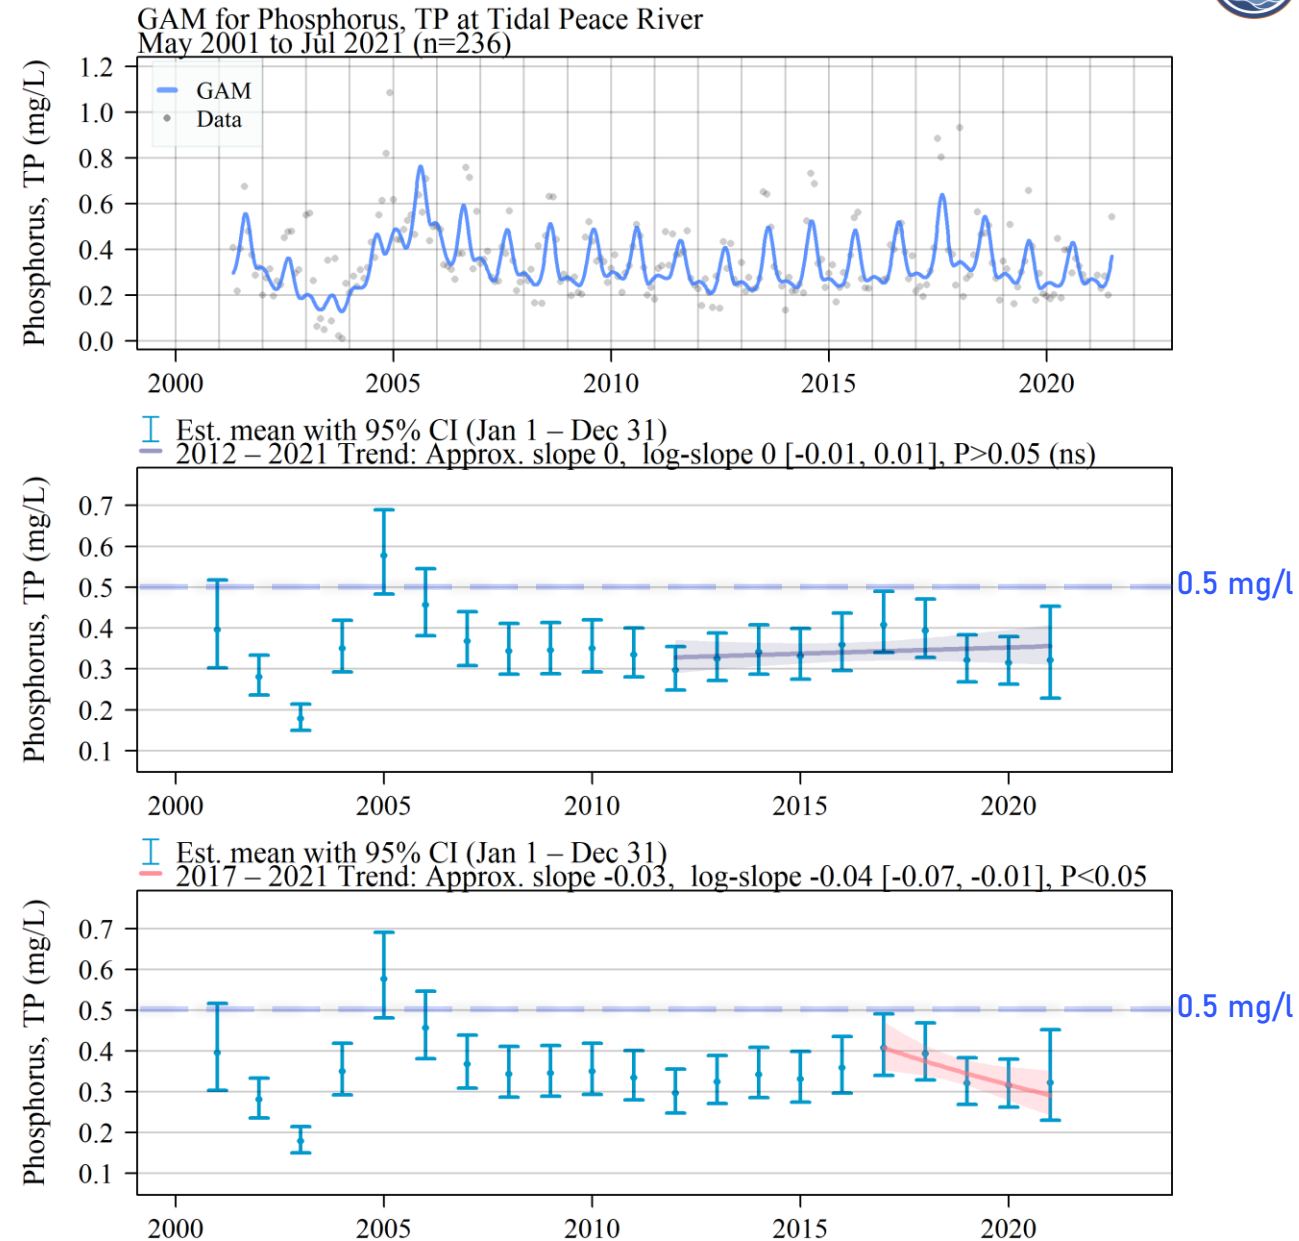 GAM for Phosphorus, TP at Tidal Peace River
May 2001 to Jul 2021 (n=236)
Phosphorus, TP (mg/L)
1.2
1.0
0.8
0.6
0.4
0.2
0.0
GAM
Data
2000 2005 2010 2015 2020
Est. mean with 95% CI (Jan 1 – Dec 31)
2012 – 2021 Trend: Approx. slope 0, log-slope 0 [-0.01, 0.01], P>0.05 (ns)
Phosphorus, TP (mg/L)
0.7
0.6
0.5
0.4
0.3
0.2
0.1
0.5 mg/l
2000 2005 2010 2015 2020
Est. mean with 95% CI (Jan 1 – Dec 31)
2017 – 2021 Trend: Approx. slope -0.03, log-slope -0.04 [-0.07, -0.01], P<0.05
Phosphorus, TP (mg/L)
0.7
0.6
0.5
0.4
0.3
0.2
0.1
0.5 mg/l
2000 2005 2010 2015 2020